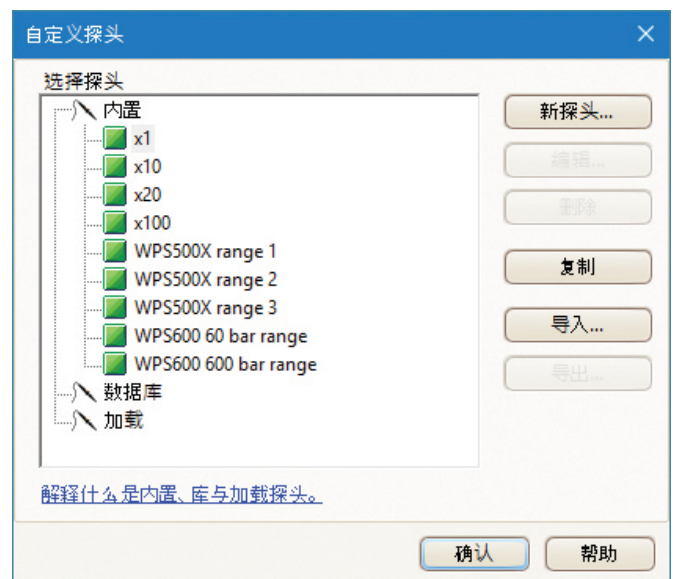 自定义探头
选择探头
内置
x1
x10
x20
x100
WPS500X range 1
WPS500X range 2
WPS500X range 3
WPS600 60 bar range
WPS600 600 bar range
数据库
加载
新探头...
编辑...
删除
复制
导入...
导出...
解释什么是内置、库与加载探头。
确认
帮助